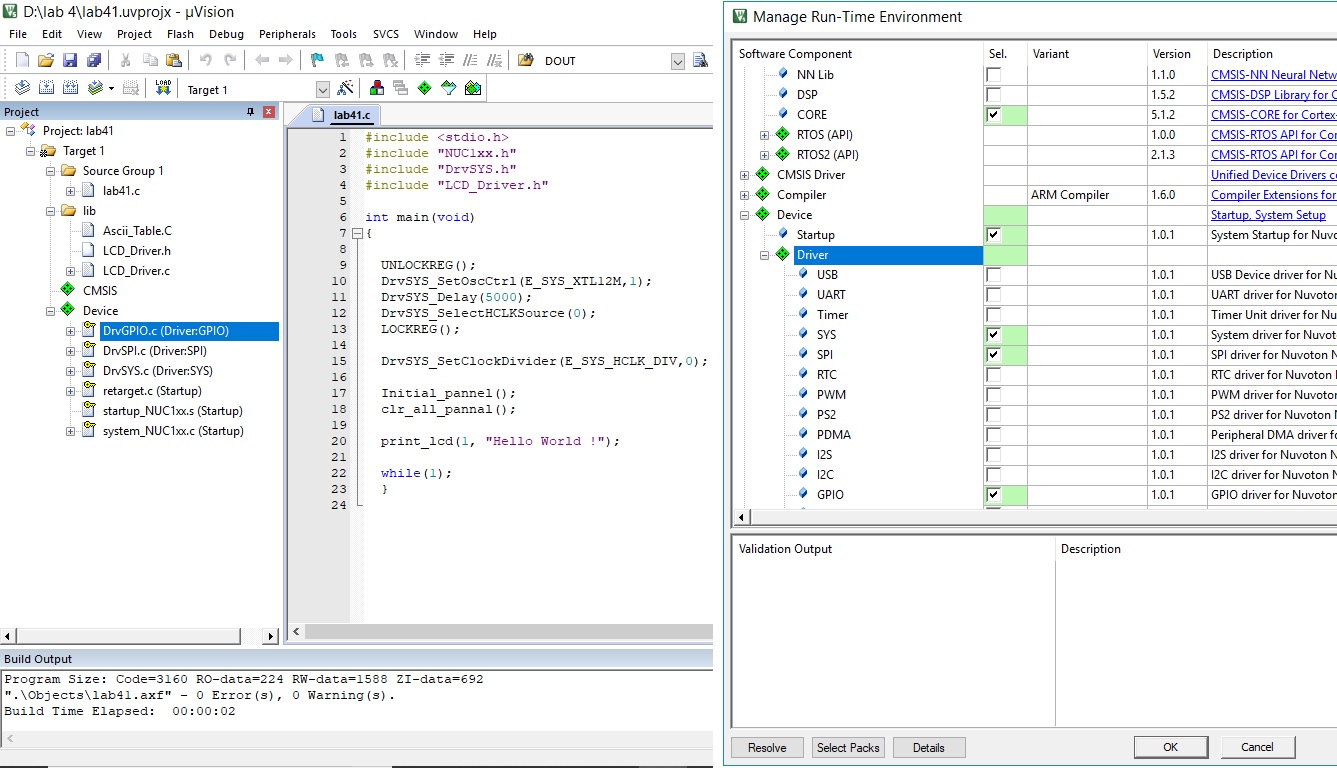 D:\lab 4\lab41.uvprojx - µVision
File Edit View Project Flash Debug Peripherals Tools SVCS Window Help
DOUT
LOAD
Target 1
Project
Project: lab41
Target 1
Source Group 1
lab41.c
lib
Ascii_Table.C
LCD_Driver.h
LCD_Driver.c
CMSIS
Device
DrvGPIO.c (Driver:GPIO)
DrvSPI.c (Driver:SPI)
DrvSYS.c (Driver:SYS)
retarget.c (Startup)
startup_NUC1xx.s (Startup)
system_NUC1xx.c (Startup)
lab41.c
1 #include <stdio.h>
2 #include "NUC1xx.h"
3 #include "DrvSYS.h"
4 #include "LCD_Driver.h"
5
6 int main(void)
7 {
8
9 UNLOCKREG();
10 DrvSYS_SetOscCtrl(E_SYS_XTL12M,1);
11 DrvSYS_Delay(5000);
12 DrvSYS_SelectHCLKSource(0);
13 LOCKREG();
14
15 DrvSYS_SetClockDivider(E_SYS_HCLK_DIV,0);
16
17 Initial_pannel();
18 clr_all_pannal();
19
20 print_lcd(1, "Hello World !");
21
22 while(1);
23 }
24
Build Output
Program Size: Code=3160 RO-data=224 RW-data=1588 ZI-data=692
".\Objects\lab41.axf" - 0 Error(s), 0 Warning(s).
Build Time Elapsed: 00:00:02
Manage Run-Time Environment
Software Component Sel. Variant Version Description
NN Lib 1.1.0 CMSIS-NN Neural Netw
DSP 1.5.2 CMSIS-DSP Library for C
CORE 5.1.2 CMSIS-CORE for Cortex-
RTOS (API) 1.0.0 CMSIS-RTOS API for Cor
RTOS2 (API) 2.1.3 CMSIS-RTOS API for Cor
CMSIS Driver Unified Device Drivers c
Compiler ARM Compiler 1.6.0 Compiler Extensions for
Device Startup, System Setup
Startup 1.0.1 System Startup for Nuvo
Driver
USB 1.0.1 USB Device driver for Nu
UART 1.0.1 UART driver for Nuvoton
Timer 1.0.1 Timer Unit driver for Nu
SYS 1.0.1 System driver for Nuvoto
SPI 1.0.1 SPI driver for Nuvoton N
RTC 1.0.1 RTC driver for Nuvoton
PWM 1.0.1 PWM driver for Nuvoton
PS2 1.0.1 PS2 driver for Nuvoton N
PDMA 1.0.1 Peripheral DMA driver fo
I2S 1.0.1 I2S driver for Nuvoton N
I2C 1.0.1 I2C driver for Nuvoton N
GPIO 1.0.1 GPIO driver for Nuvoton
Validation Output Description
Resolve Select Packs Details OK Cancel